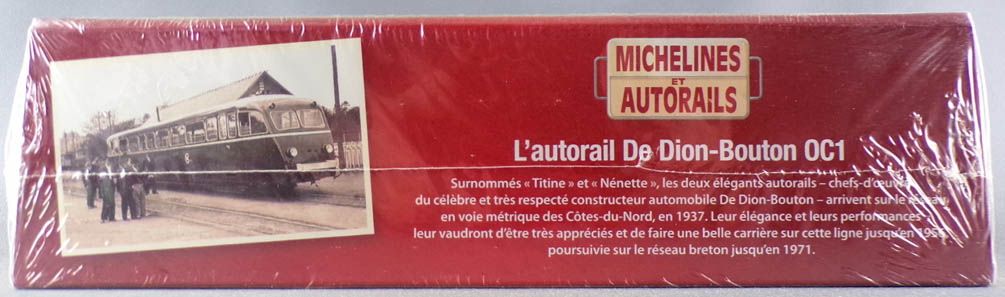 MICHELINES
ET
AUTORAILS
L'autorail De Dion-Bouton OC1
Surnommés « Titine » et « Nénette », les deux élégants autorails – chefs-d'œuvre
du célèbre et très respecté constructeur automobile De Dion-Bouton – arrivent sur le réseau
en voie métrique des Côtes-du-Nord, en 1937. Leur élégance et leurs performances
leur vaudront d'être très appréciés et de faire une belle carrière sur cette ligne jusqu'en 1956
poursuivie sur le réseau breton jusqu'en 1971.